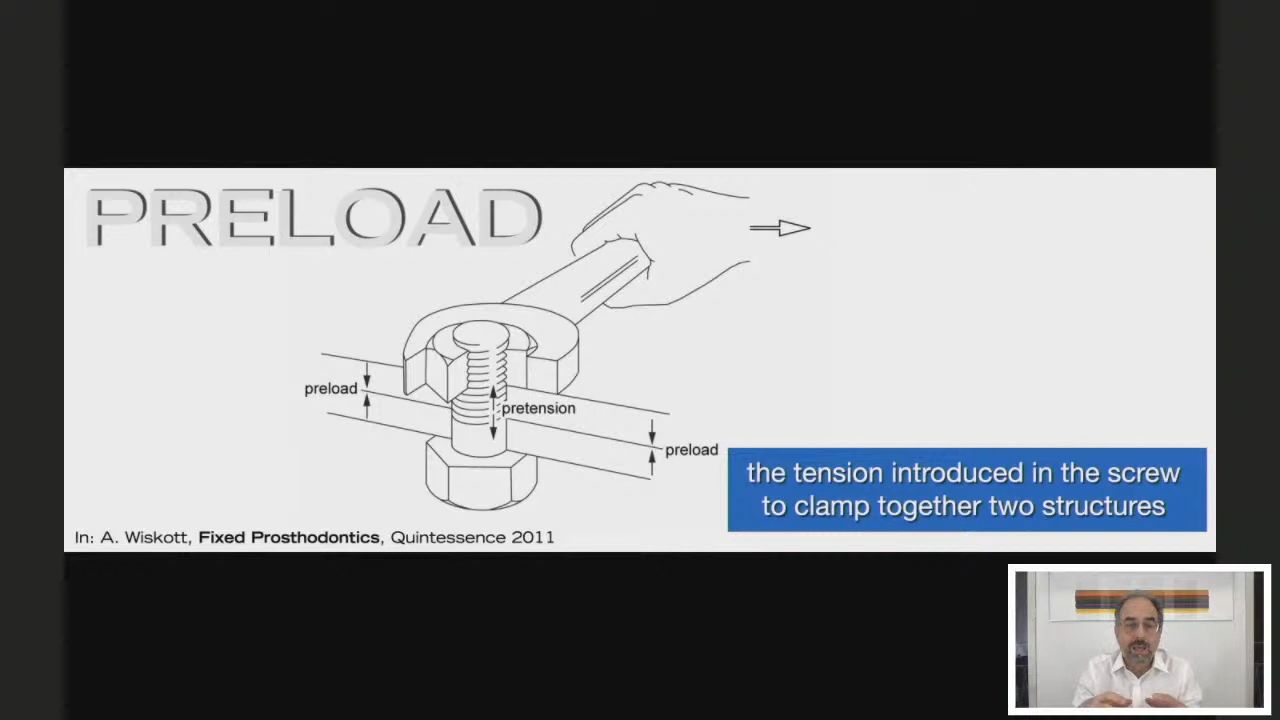 PRELOAD
preload
pretension
preload
the tension introduced in the screw
to clamp together two structures
In: A. Wiskott, Fixed Prosthodontics, Quintessence 2011